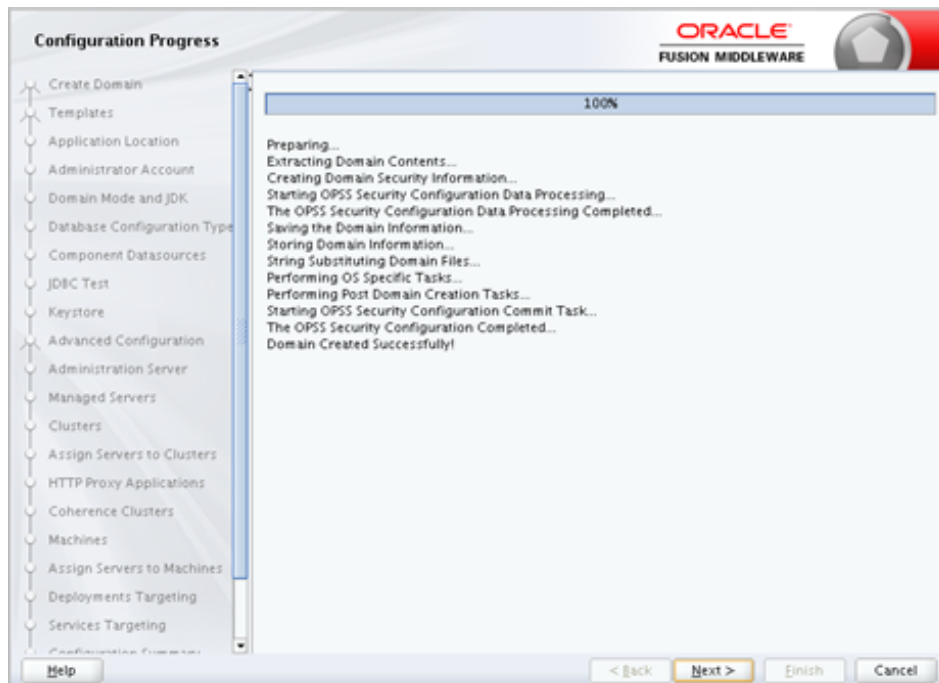 Configuration Progress
ORACLE
FUSION MIDDLEWARE
Create Domain
Templates
Application Location
Administrator Account
Domain Mode and JDK
Database Configuration Type
Component Datasources
JDBC Test
Keystore
Advanced Configuration
Administration Server
Managed Servers
Clusters
Assign Servers to Clusters
HTTP Proxy Applications
Coherence Clusters
Machines
Assign Servers to Machines
Deployments Targeting
Services Targeting
Configuration Summary
100%
Preparing...
Extracting Domain Contents...
Creating Domain Security Information...
Starting OPSS Security Configuration Data Processing...
The OPSS Security Configuration Data Processing Completed...
Saving the Domain Information...
Storing Domain Information...
String Substituting Domain Files...
Performing OS Specific Tasks...
Performing Post Domain Creation Tasks...
Starting OPSS Security Configuration Commit Task...
The OPSS Security Configuration Completed...
Domain Created Successfully!
Help
< Back
Next >
Finish
Cancel